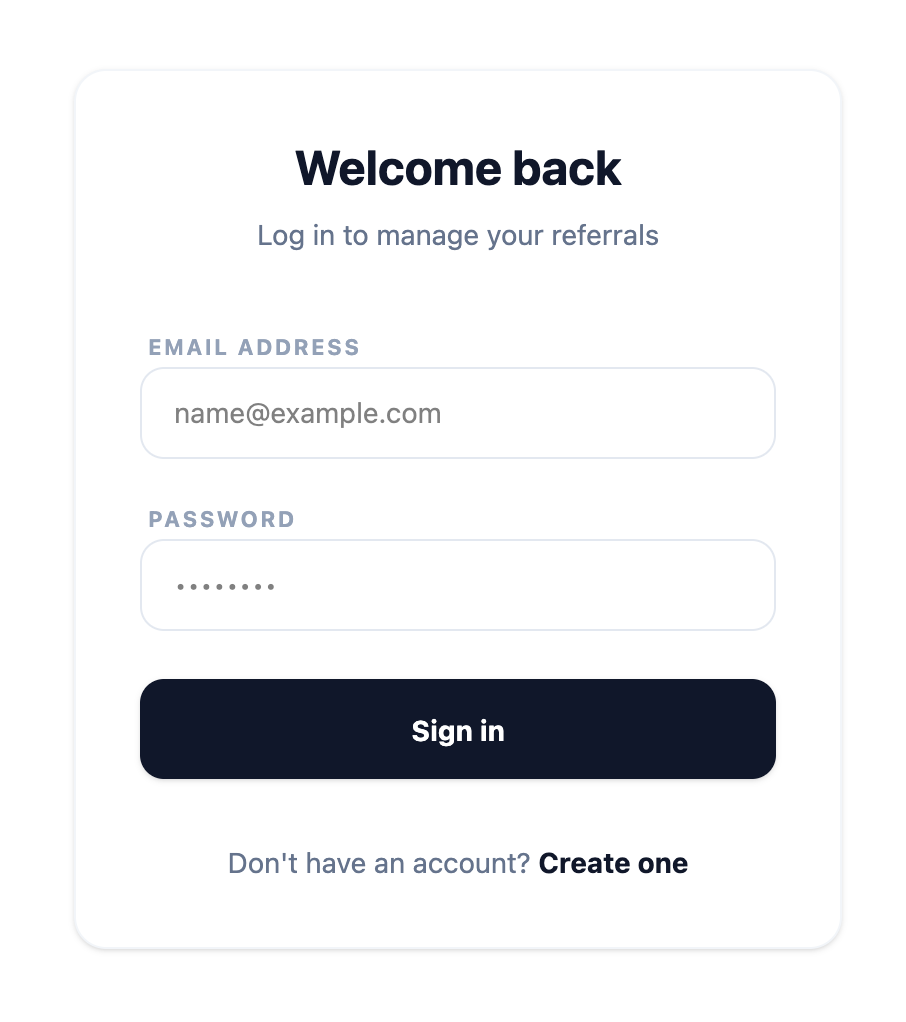 Welcome back
Log in to manage your referrals
EMAIL ADDRESS
name@example.com
PASSWORD
••••••••
Sign in
Don't have an account? Create one